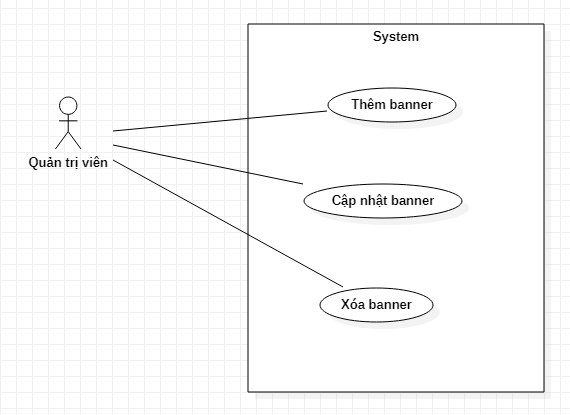 System
Thêm banner
Quản trị viên
Cập nhật banner
Xóa banner